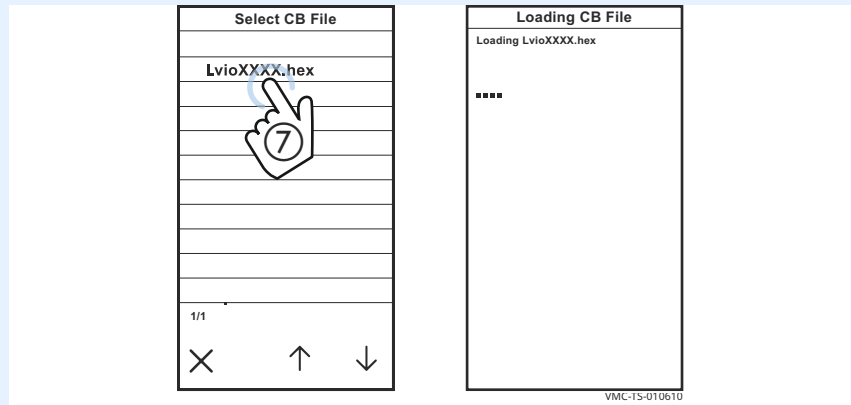 Select CB File
LvioXXXX.hex
7
1/1
Loading CB File
Loading LvioXXXX.hex
VMC-TS-010610